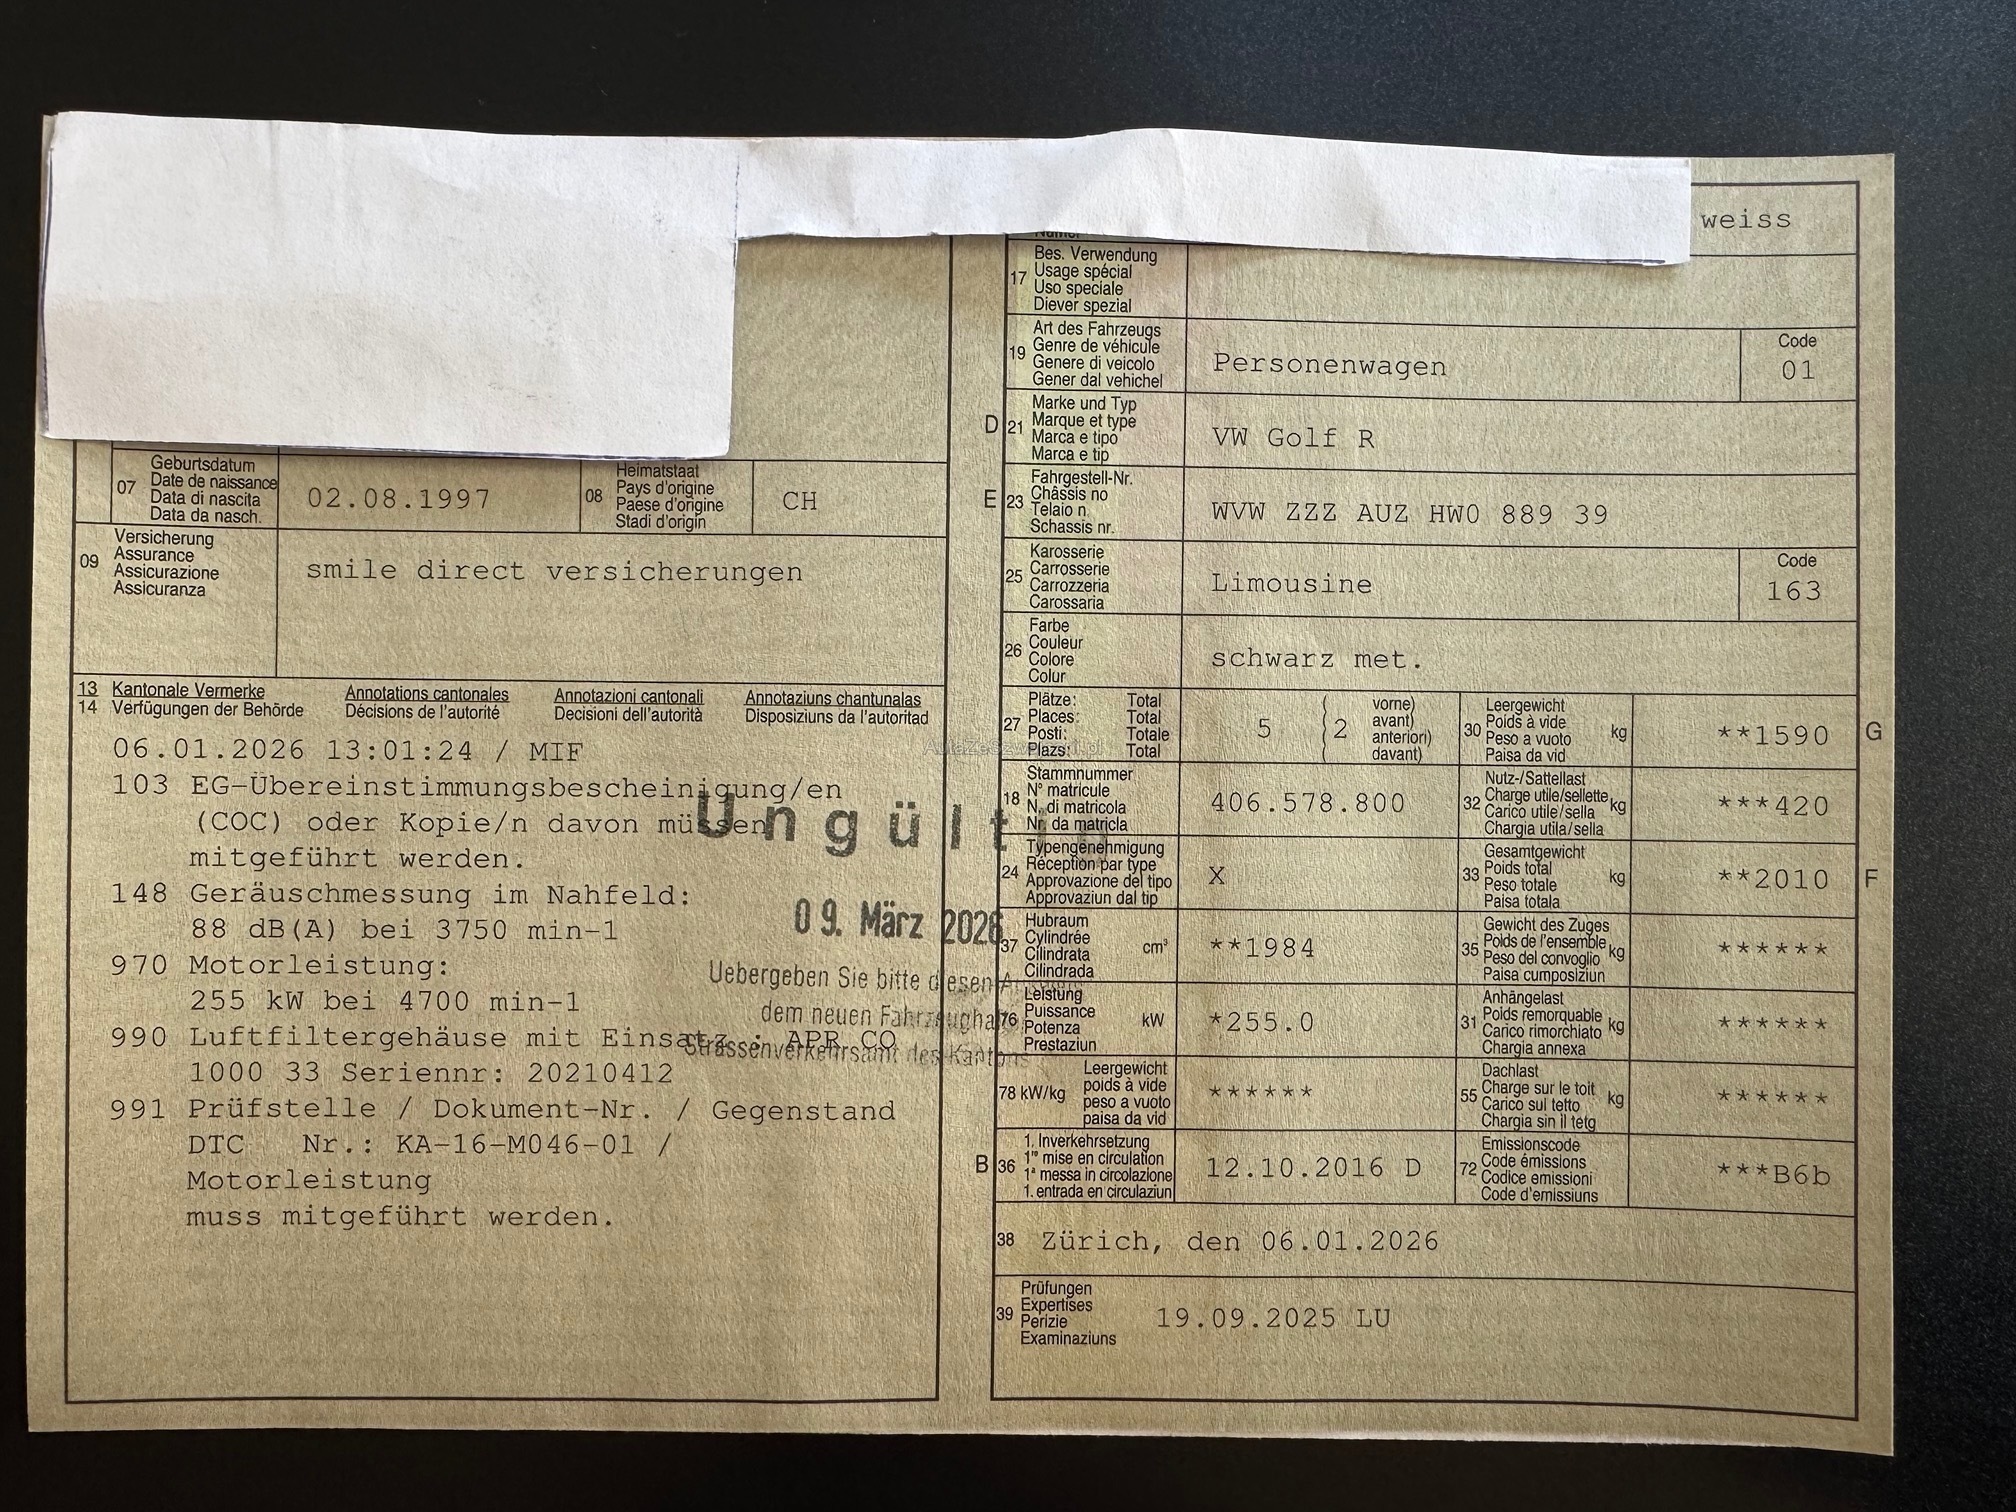 weiss
17 Bes. Verwendung
Usage spécial
Uso speciale
Diever spezial
19 Art des Fahrzeugs
Genre de véhicule
Genere di veicolo
Gener dal vehichel
Personenwagen
Code
01
D 21 Marke und Typ
Marque et type
Marca e tipo
Marca e tip
VW Golf R
07 Geburtsdatum
Date de naissance
Data di nascita
Data da nasch.
02.08.1997
08 Heimatstaat
Pays d'origine
Paese d'origine
Stadi d'origin
CH
E 23 Fahrgestell-Nr.
Châssis no
Telaio n
Schassis nr.
WVW ZZZ AUZ HW0 889 39
09 Versicherung
Assurance
Assicurazione
Assicuranza
smile direct versicherungen
25 Karosserie
Carrosserie
Carrozzeria
Carossaria
Limousine
Code
163
26 Farbe
Couleur
Colore
Colur
schwarz met.
13 Kantonale Vermerke Annotations cantonales Annotazioni cantonali Annotaziuns chantunalas
14 Verfügungen der Behörde Décisions de l'autorité Decisioni dell'autorità Disposiziuns da l'autoritad
06.01.2026 13:01:24 / MIF
103 EG-Übereinstimmungsbescheinigung/en
(COC) oder Kopie/n davon müssen
mitgeführt werden.
148 Geräuschmessung im Nahfeld:
88 dB(A) bei 3750 min-1
970 Motorleistung:
255 kW bei 4700 min-1
990 Luftfiltergehäuse mit Einsatz : APR CO
1000 33 Seriennr: 20210412
991 Prüfstelle / Dokument-Nr. / Gegenstand
DTC Nr.: KA-16-M046-01 /
Motorleistung
muss mitgeführt werden.
Ungültig
09. März 2026
Uebergeben Sie bitte diesen Ausweis
dem neuen Fahrzeughalter
Strassenverkehrsamt des Kantons
27 Plätze: Total
Places: Total
Posti: Totale
Plazs: Total
5 ( 2 vorne)
avant)
anteriori)
davant)
30 Leergewicht
Poids à vide
Peso a vuoto
Paisa da vid
kg
**1590 G
18 Stammnummer
N° matricule
N. di matricola
Nr. da matricla
406.578.800
32 Nutz-/Sattellast
Charge utile/sellette
Carico utile/sella
Chargia utila/sella
kg
***420
24 Typengenehmigung
Réception par type
Approvazione del tipo
Approvaziun dal tip
X
33 Gesamtgewicht
Poids total
Peso totale
Paisa totala
kg
**2010 F
37 Hubraum
Cylindrée
Cilindrata
Cilindrada
cm³
**1984
35 Gewicht des Zuges
Poids de l'ensemble
Peso del convoglio
Paisa cumposiziun
kg
******
76 Leistung
Puissance
Potenza
Prestaziun
kW
*255.0
31 Anhängelast
Poids remorquable
Carico rimorchiato
Chargia annexa
kg
******
78 kW/kg Leergewicht
poids à vide
peso a vuoto
paisa da vid
******
55 Dachlast
Charge sur le toit
Carico sul tetto
Chargia sin il tetg
kg
******
B 36 1. Inverkehrsetzung
1re mise en circulation
1a messa in circolazione
1. entrada en circulaziun
12.10.2016 D
72 Emissionscode
Code émissions
Codice emissioni
Code d'emissiuns
***B6b
38 Zürich, den 06.01.2026
39 Prüfungen
Expertises
Perizie
Examinaziuns
19.09.2025 LU